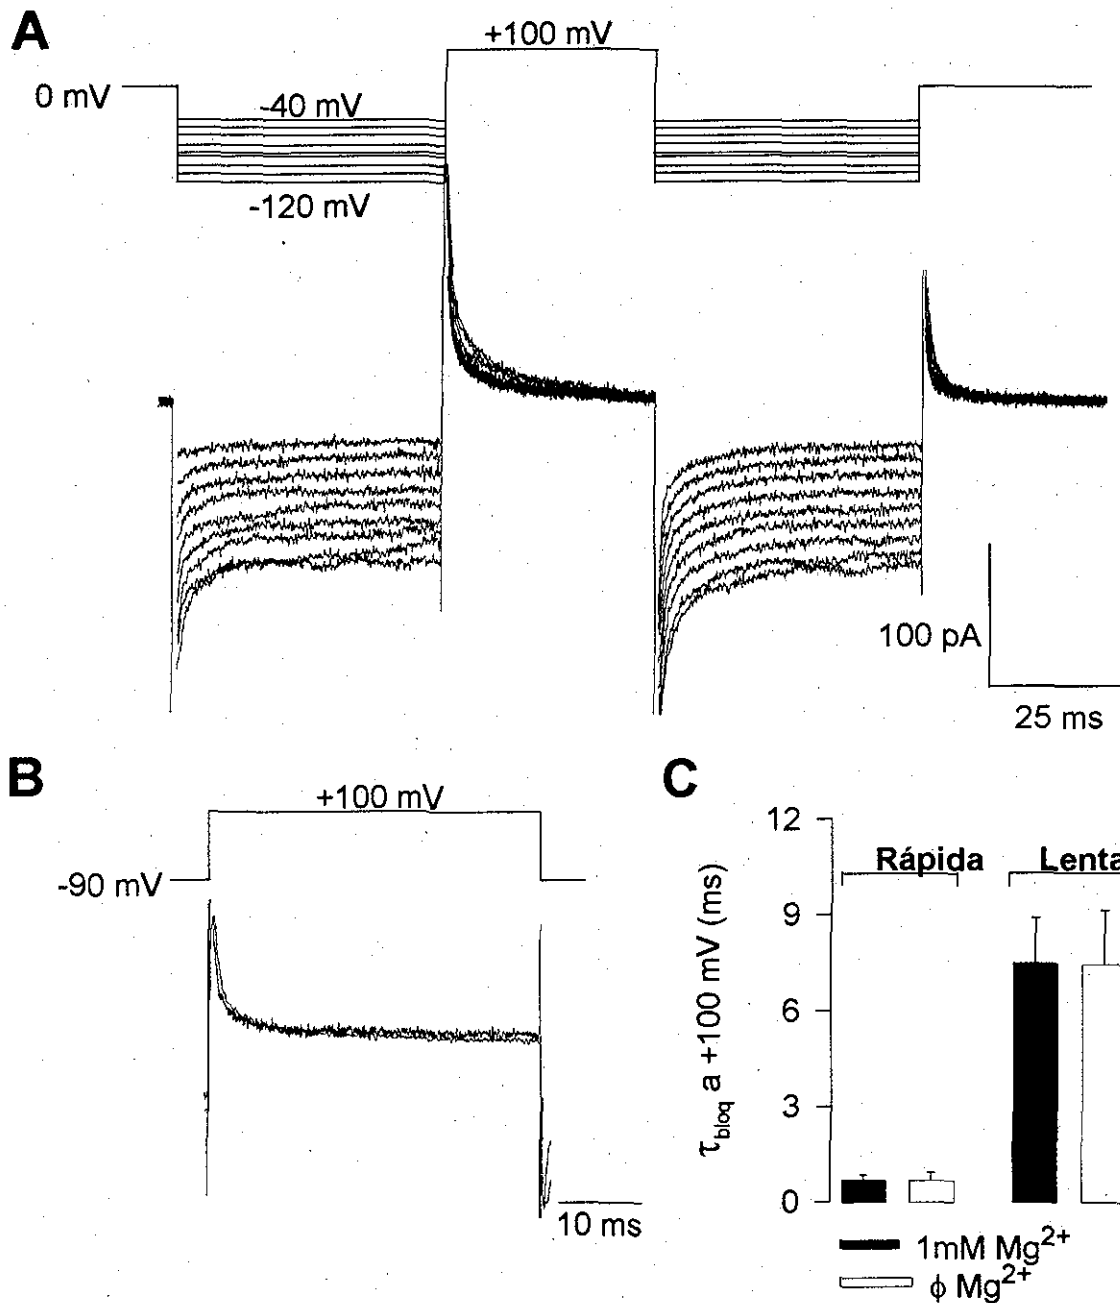 A
+100 mV
0 mV
-40 mV
-120 mV
100 pA
25 ms
B
+100 mV
-90 mV
10 ms
C
12
9
6
3
0
τbloq a +100 mV (ms)
Rápida
Lenta
1mM Mg²⁺
ϕ Mg²⁺